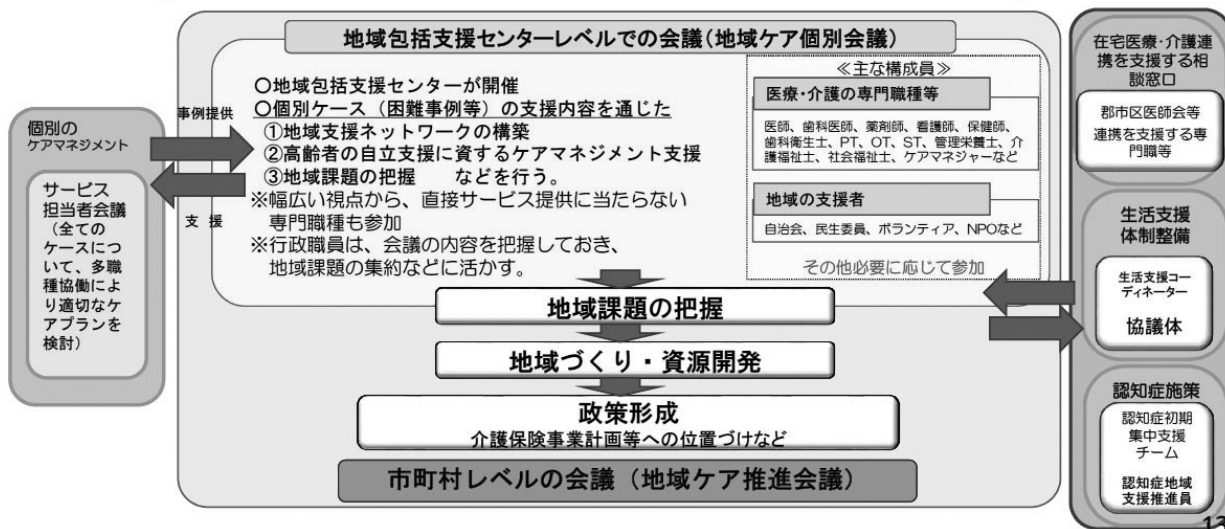 地域包括支援センターレベルでの会議(地域ケア個別会議)
個別の
ケアマネジメント
サービス
担当者会議
(全ての
ケースにつ
いて、多職
種協働によ
り適切なケ
アプランを
検討)
事例提供
支 援
○地域包括支援センターが開催
○個別ケース(困難事例等)の支援内容を通じた
①地域支援ネットワークの構築
②高齢者の自立支援に資するケアマネジメント支援
③地域課題の把握 などを行う。
※幅広い視点から、直接サービス提供に当たらない
専門職種も参加
※行政職員は、会議の内容を把握しておき、
地域課題の集約などに活かす。
≪主な構成員≫
医療・介護の専門職種等
医師、歯科医師、薬剤師、看護師、保健師、
歯科衛生士、PT、OT、ST、管理栄養士、介
護福祉士、社会福祉士、ケアマネジャーなど
地域の支援者
自治会、民生委員、ボランティア、NPOなど
その他必要に応じて参加
地域課題の把握
地域づくり・資源開発
政策形成
介護保険事業計画等への位置づけなど
市町村レベルの会議(地域ケア推進会議)
在宅医療・介護連
携を支援する相
談窓口
郡市区医師会等
連携を支援する専
門職等
生活支援
体制整備
生活支援コー
ディネーター
協議体
認知症施策
認知症初期
集中支援
チーム
認知症地域
支援推進員